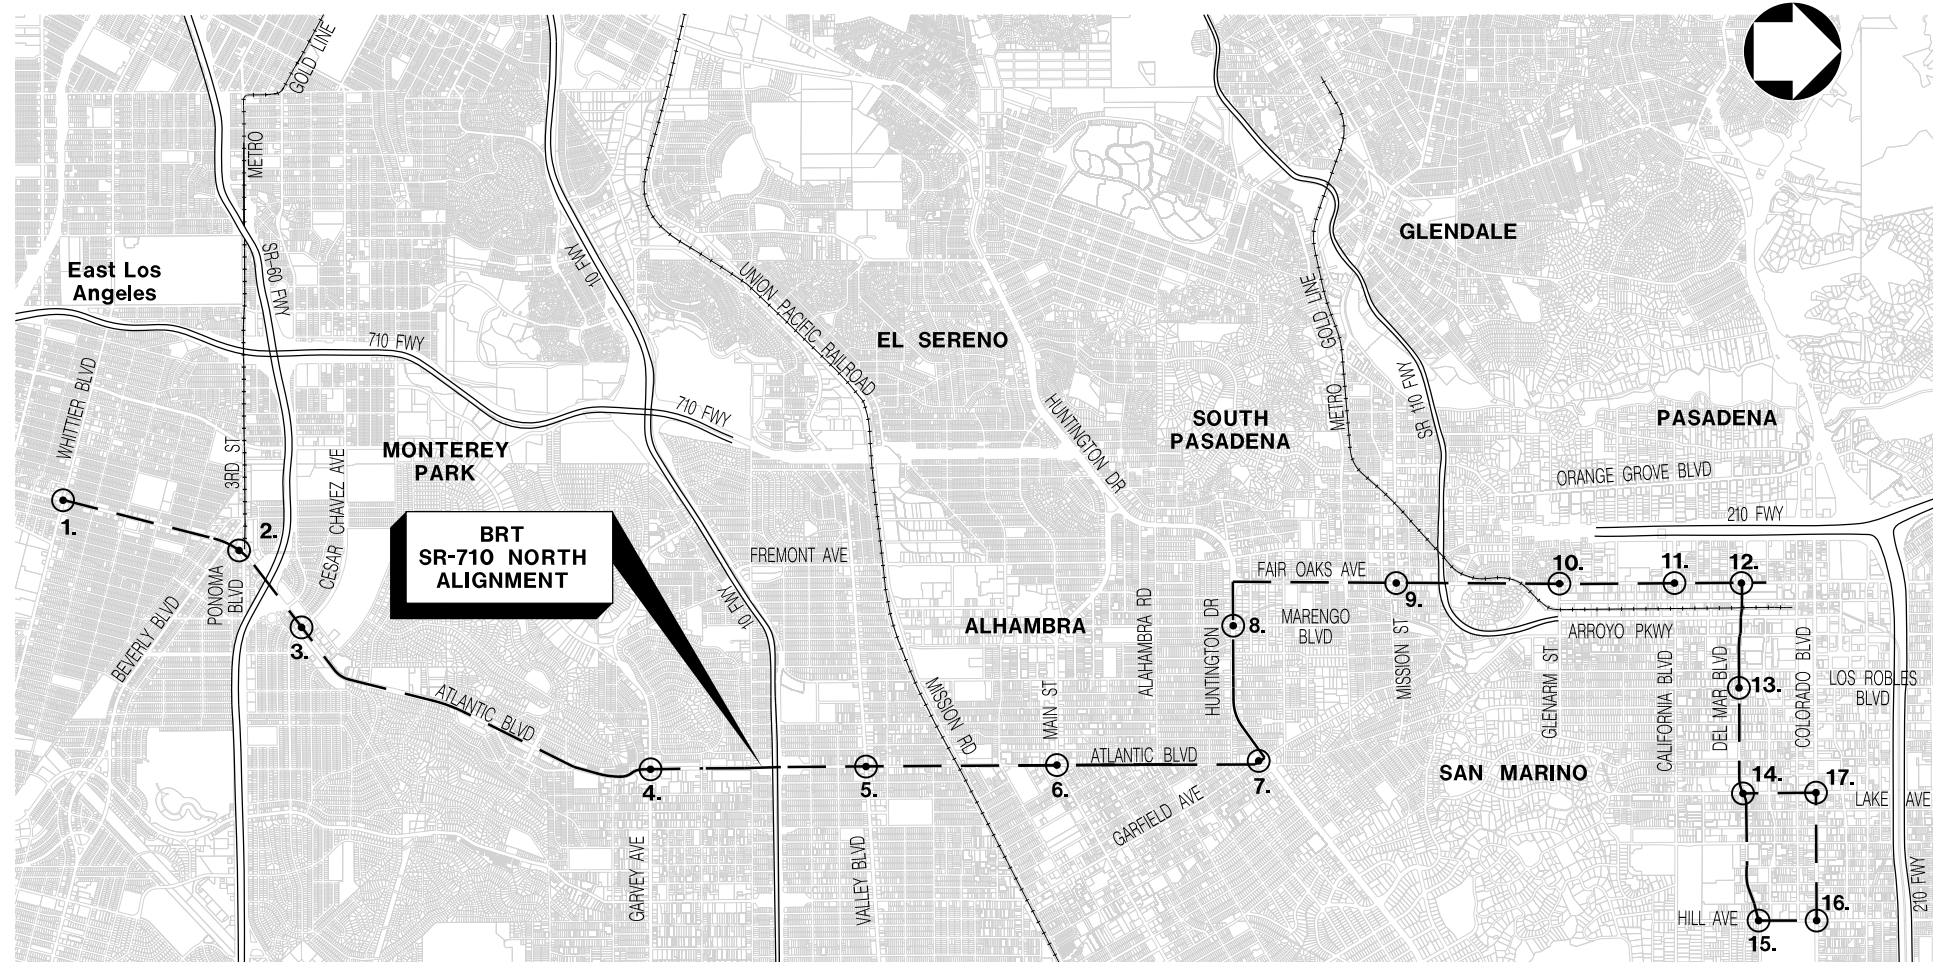 METRO
GOLD LINE
SR-60 FWY
East Los
Angeles
710 FWY
10 FWY
UNION PACIFIC RAILROAD
EL SERENO
GLENDALE
METRO
GOLD LINE
SR 110 FWY
WHITTIER BLVD
3RD ST
MONTEREY
PARK
CESAR CHAVEZ AVE
710 FWY
HUNTINGTON DR
SOUTH
PASADENA
PASADENA
ORANGE GROVE BLVD
210 FWY
1.
2.
PONOMA
BLVD
BEVERLY BLVD
3.
BRT
SR-710 NORTH
ALIGNMENT
10 FWY
FREMONT AVE
ALHAMBRA
ALAHAMBRA RD
HUNTINGTON DR
8.
FAIR OAKS AVE
MARENGO
BLVD
9.
MISSION ST
10.
11.
12.
ARROYO PKWY
GLENARM ST
CALIFORNIA BLVD
DEL MAR BLVD
13.
COLORADO BLVD
LOS ROBLES
BLVD
ATLANTIC BLVD
4.
GARVEY AVE
5.
VALLEY BLVD
MISSION RD
MAIN ST
6.
ATLANTIC BLVD
7.
GARFIELD AVE
SAN MARINO
14.
17.
LAKE AVE
HILL AVE
15.
16.
210 FWY